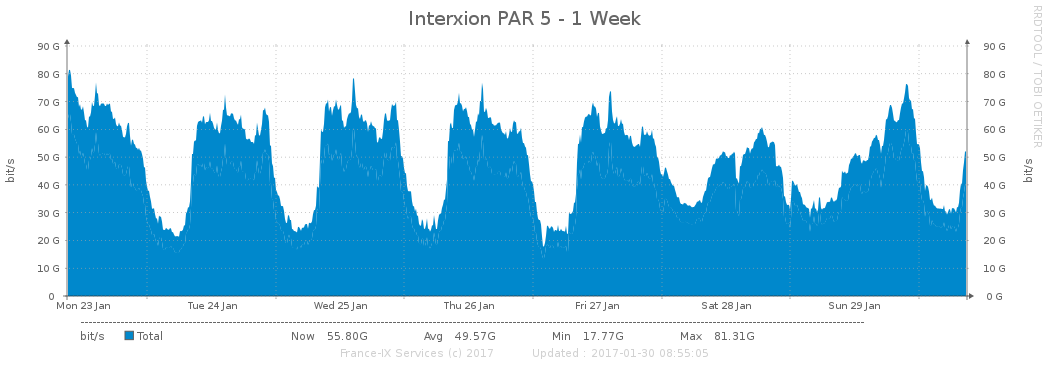 Interxion PAR 5 - 1 Week
RRDTOOL / TOBI OETIKER
90 G 90 G
80 G 80 G
70 G 70 G
60 G 60 G
50 G 50 G
40 G 40 G
30 G 30 G
20 G 20 G
10 G 10 G
0 0 G
bit/s
bit/s
Mon 23 Jan Tue 24 Jan Wed 25 Jan Thu 26 Jan Fri 27 Jan Sat 28 Jan Sun 29 Jan
bit/s Total Now 55.80G Avg 49.57G Min 17.77G Max 81.31G
France-IX Services (c) 2017 Updated : 2017-01-30 08:55:05